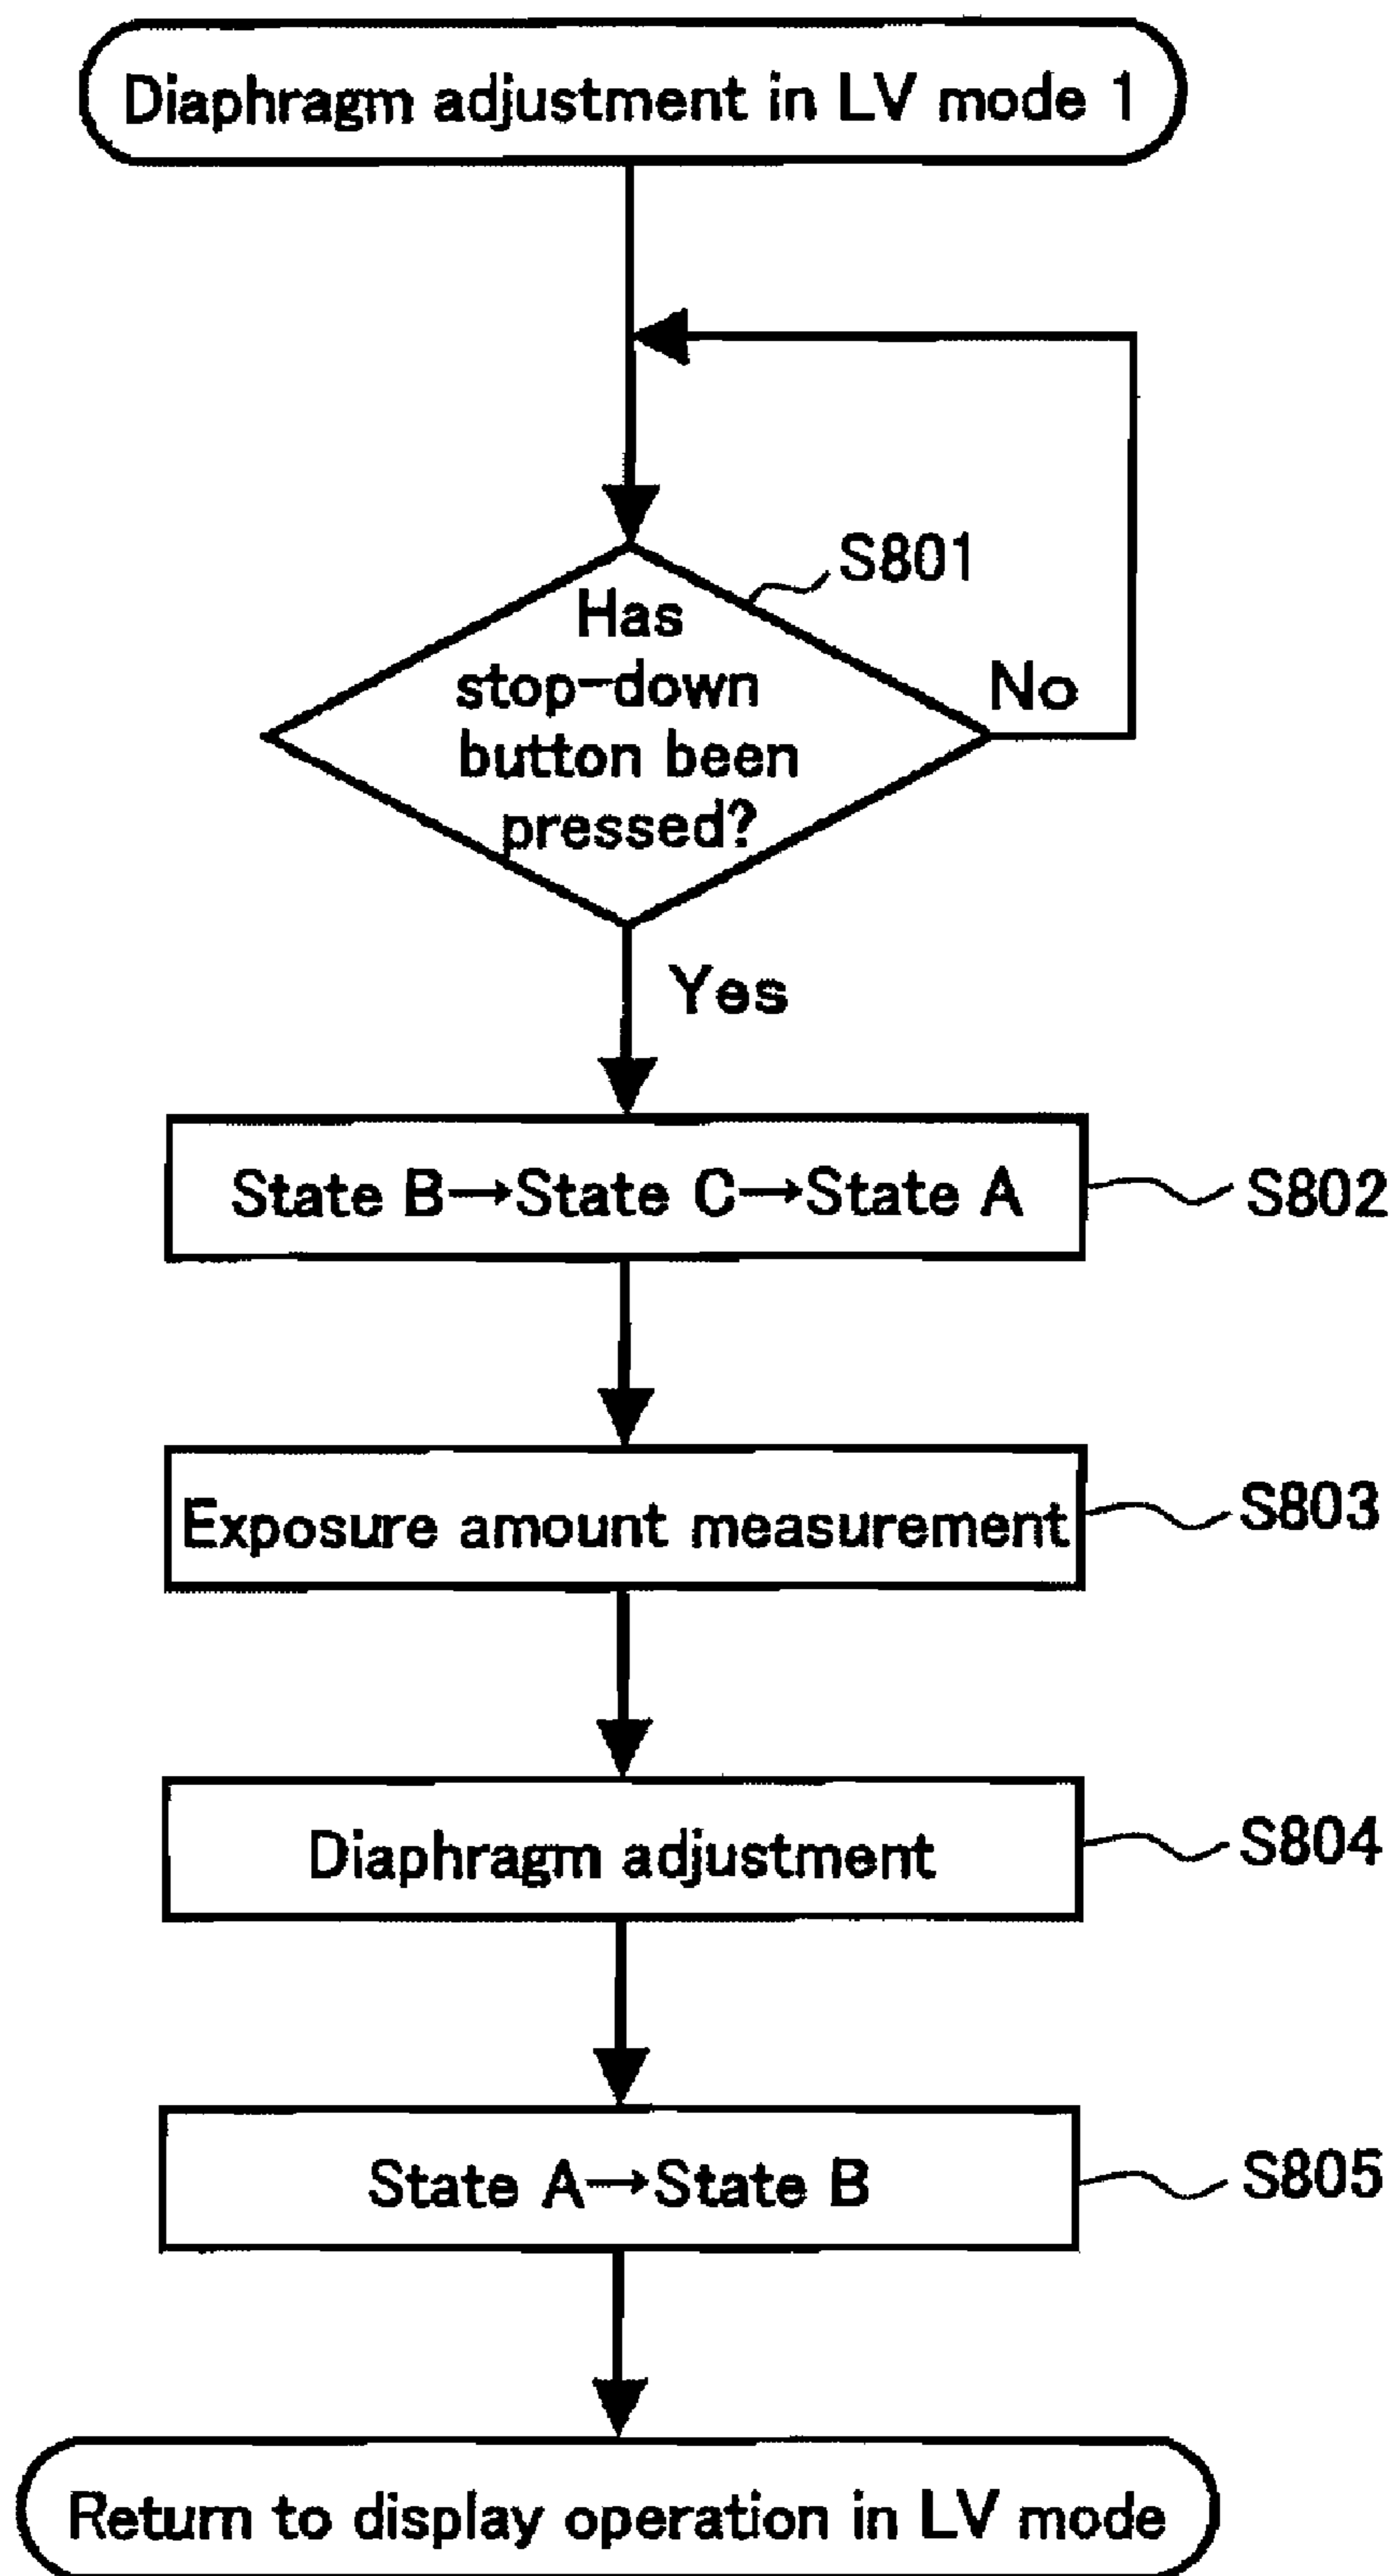 Diaphragm adjustment in LV mode 1
S801
Has
stop-down
button been
pressed?
No
Yes
State B→State C→State A
S802
Exposure amount measurement
S803
Diaphragm adjustment
S804
State A→State B
S805
Return to display operation in LV mode